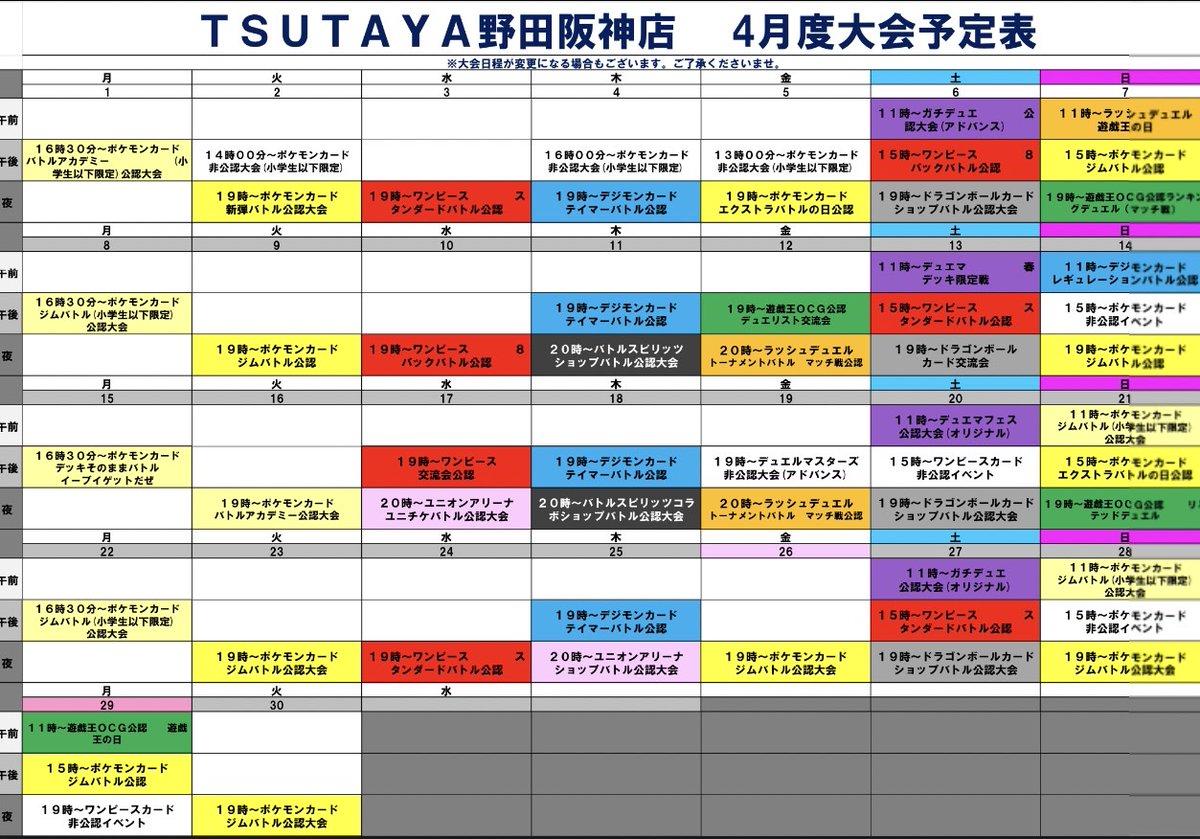 TSUTAYA野田阪神店　4月度大会予定表
※大会日程が変更になる場合もございます。ご了承くださいませ。
月 火 水 木 金 土 日
1 2 3 4 5 6 7
午前
11時〜ガチデュエ 公
認大会(アドバンス)
11時〜ラッシュデュエル
遊戯王の日
午後
16時30分〜ポケモンカード
バトルアカデミー (小
学生以下限定)公認大会
14時00分〜ポケモンカード
非公認大会(小学生以下限定)
16時00分〜ポケモンカード
非公認大会(小学生以下限定)
13時00分〜ポケモンカード
非公認大会(小学生以下限定)
15時〜ワンピース 8
パックバトル公認
15時〜ポケモンカード
ジムバトル公認
夜
19時〜ポケモンカード
新弾バトル公認大会
19時〜ワンピース ス
タンダードバトル公認
19時〜デジモンカード
テイマーバトル公認
19時〜ポケモンカード
エクストラバトルの日公認
19時〜ドラゴンボールカード
ショップバトル公認大会
19時〜遊戯王OCG公認ランキン
グデュエル(マッチ戦)
月 火 水 木 金 土 日
8 9 10 11 12 13 14
午前
11時〜デュエマ 春
デッキ限定戦
11時〜デジモンカード
レギュレーションバトル公認
午後
16時30分〜ポケモンカード
ジムバトル(小学生以下限定)
公認大会
19時〜デジモンカード
テイマーバトル公認
19時〜遊戯王OCG公認
デュエリスト交流会
15時〜ワンピース ス
タンダードバトル公認
15時〜ポケモンカード
非公認イベント
夜
19時〜ポケモンカード
ジムバトル公認
19時〜ワンピース 8
パックバトル公認
20時〜バトルスピリッツ
ショップバトル公認大会
20時〜ラッシュデュエル
トーナメントバトル マッチ戦公認
19時〜ドラゴンボール
カード交流会
19時〜ポケモンカード
ジムバトル公認
月 火 水 木 金 土 日
15 16 17 18 19 20 21
午前
11時〜デュエマフェス
公認大会(オリジナル)
11時〜ポケモンカード
ジムバトル(小学生以下限定)
公認大会
午後
16時30分〜ポケモンカード
デッキそのままバトル
イーブイゲットだぜ
19時〜ワンピース
交流会公認
19時〜デジモンカード
テイマーバトル公認
19時〜デュエルマスターズ
非公認大会(アドバンス)
15時〜ワンピースカード
非公認イベント
15時〜ポケモンカード
エクストラバトルの日公認
夜
19時〜ポケモンカード
バトルアカデミー公認大会
20時〜ユニオンアリーナ
ユニチケバトル公認大会
20時〜バトルスピリッツコラ
ボショップバトル公認大会
20時〜ラッシュデュエル
トーナメントバトル マッチ戦公認
19時〜ドラゴンボールカード
ショップバトル公認大会
19時〜遊戯王OCG公認 リミ
テッドデュエル
月 火 水 木 金 土 日
22 23 24 25 26 27 28
午前
11時〜ガチデュエ
公認大会(オリジナル)
11時〜ポケモンカード
ジムバトル(小学生以下限定)
公認大会
午後
16時30分〜ポケモンカード
ジムバトル(小学生以下限定)
公認大会
19時〜デジモンカード
テイマーバトル公認
15時〜ワンピース ス
タンダードバトル公認
15時〜ポケモンカード
非公認イベント
夜
19時〜ポケモンカード
ジムバトル公認大会
19時〜ワンピース ス
タンダードバトル公認
20時〜ユニオンアリーナ
ショップバトル公認大会
19時〜ポケモンカード
ジムバトル公認大会
19時〜ドラゴンボールカード
ショップバトル公認大会
19時〜ポケモンカード
ジムバトル公認大会
月 火 水
29 30
午前
11時〜遊戯王OCG公認 遊戯
王の日
午後
15時〜ポケモンカード
ジムバトル公認
夜
19時〜ワンピースカード
非公認イベント
19時〜ポケモンカード
ジムバトル公認大会